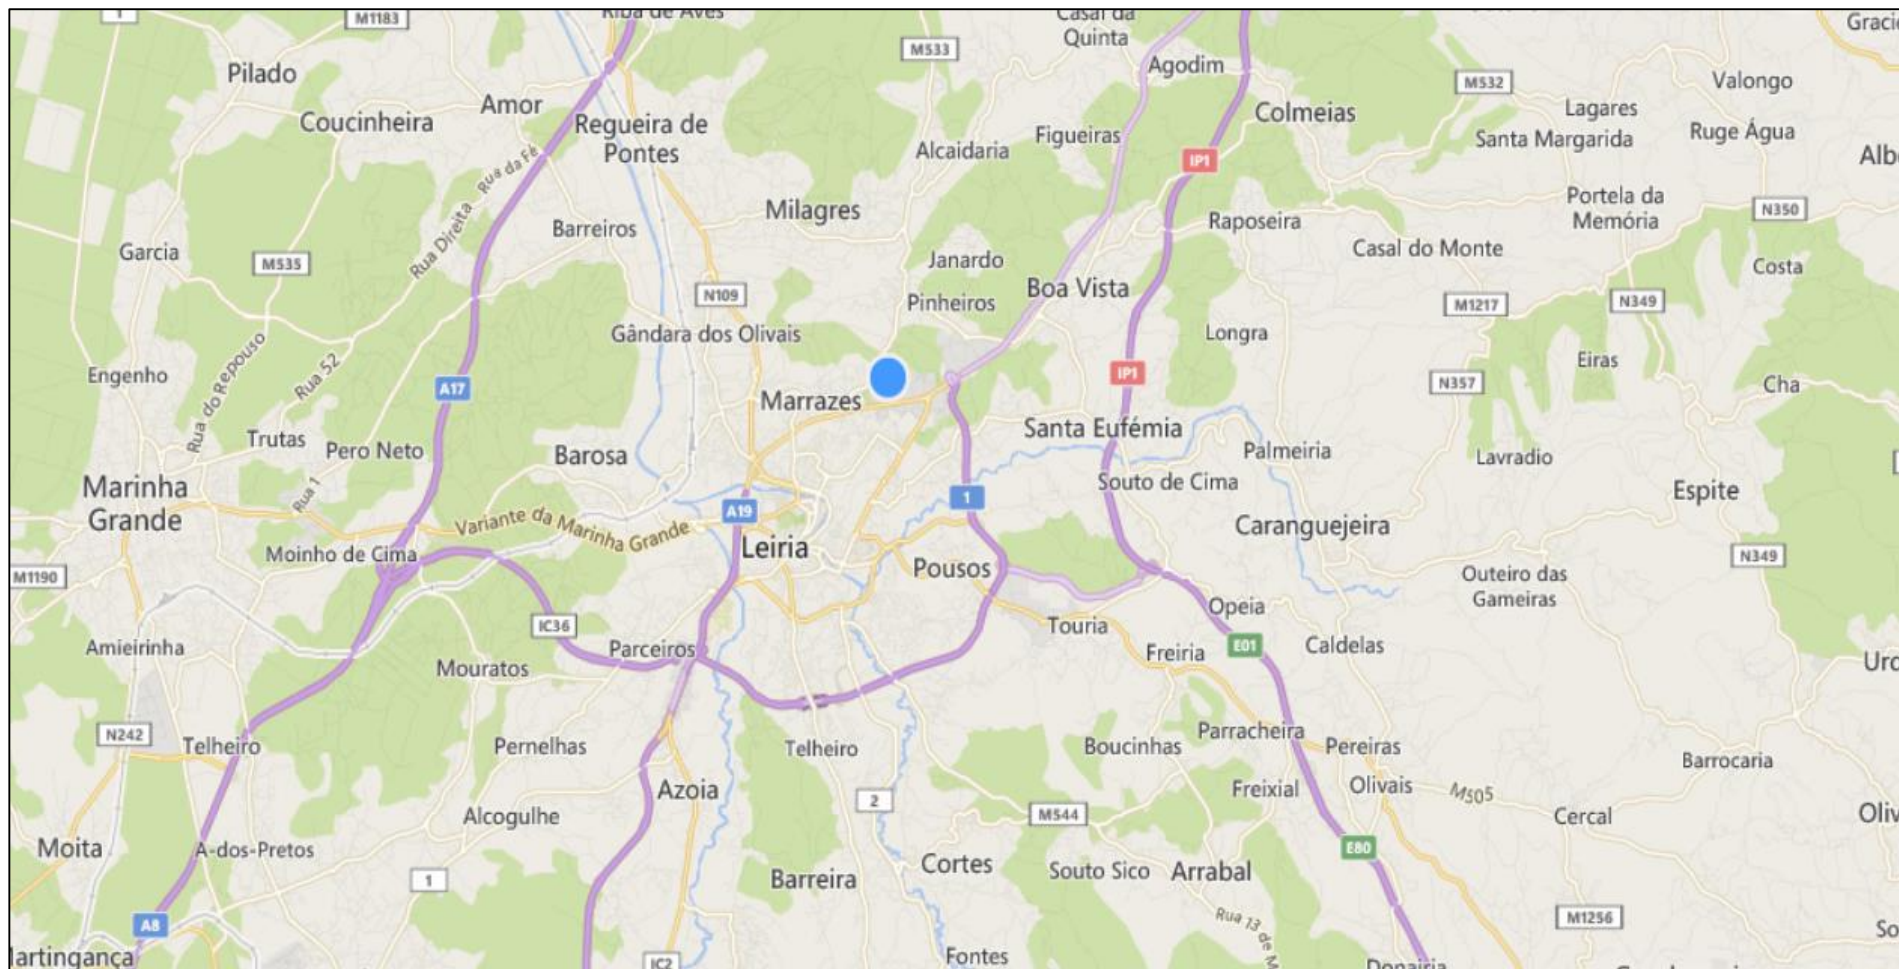 1
M1183
Riba de Aves
M533
Casal da
Quinta
Agodim
Pilado
Coucinheira
Amor
Regueira de
Pontes
Alcaidaria
Figueiras
Colmeias
M532
Valongo
Lagares
Santa Margarida
Ruge Água
Rua da Fé
IP1
Milagres
Portela da
Memória
N350
Garcia
M535
Rua Direita
Barreiros
Raposeira
Casal do Monte
Costa
Janardo
Boa Vista
N109
Pinheiros
M1217
N349
Gândara dos Olivais
Longra
Eiras
Engenho
Rua do Repouso
Rua 52
A17
IP1
N357
Cha
Marrazes
Santa Eufémia
Trutas
Pero Neto
Barosa
Palmeiria
Lavradio
Marinha
Grande
Rua 1
A19
1
Souto de Cima
Espite
Variante da Marinha Grande
Caranguejeira
Moinho de Cima
Leiria
Pousos
N349
M1190
Outeiro das
Gameiras
IC36
Opeia
Touria
Amieirinha
Parceiros
E01
Caldelas
Mouratos
Freiria
N242
Telheiro
Pernelhas
Telheiro
Boucinhas
Parracheira
Pereiras
Barrocaria
Azoia
2
Freixial
Olivais
M505
Alcogulhe
M544
Cercal
Moita
A-dos-Pretos
E80
1
Barreira
Cortes
Souto Sico
Arrabal
A8
Rua 13 de M
M1256
IC2
Fontes